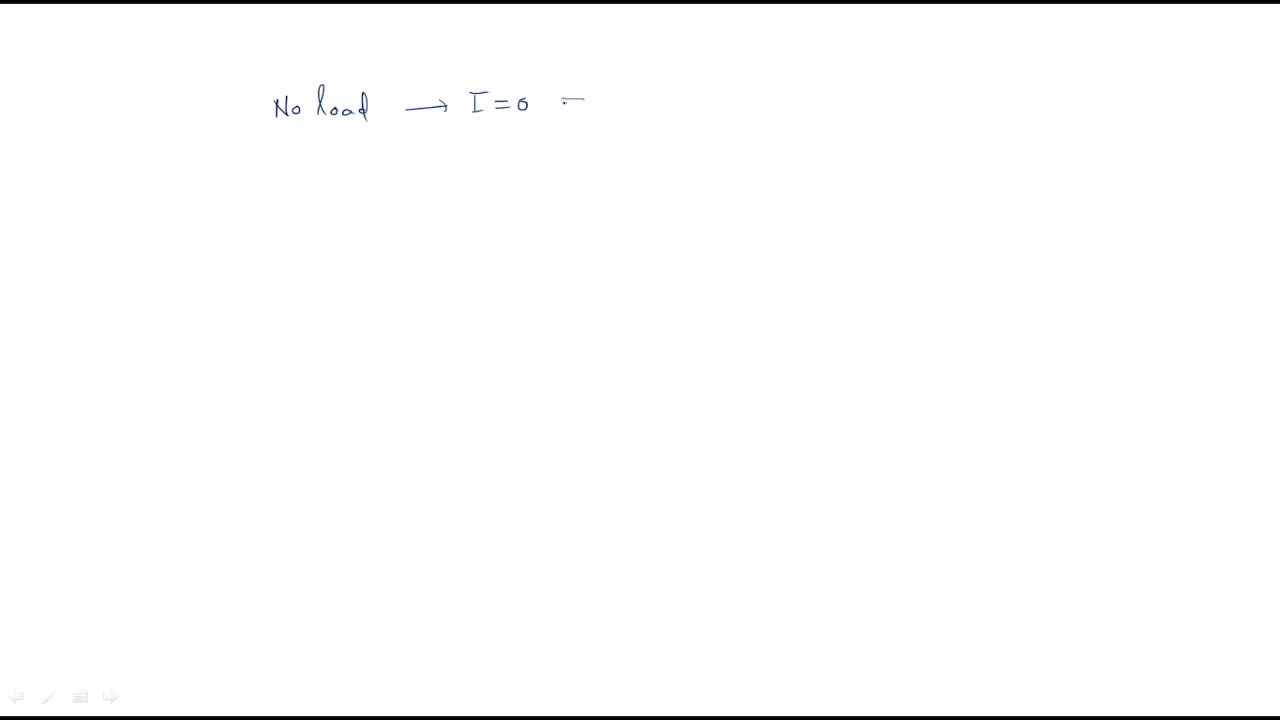 No load → I = 0